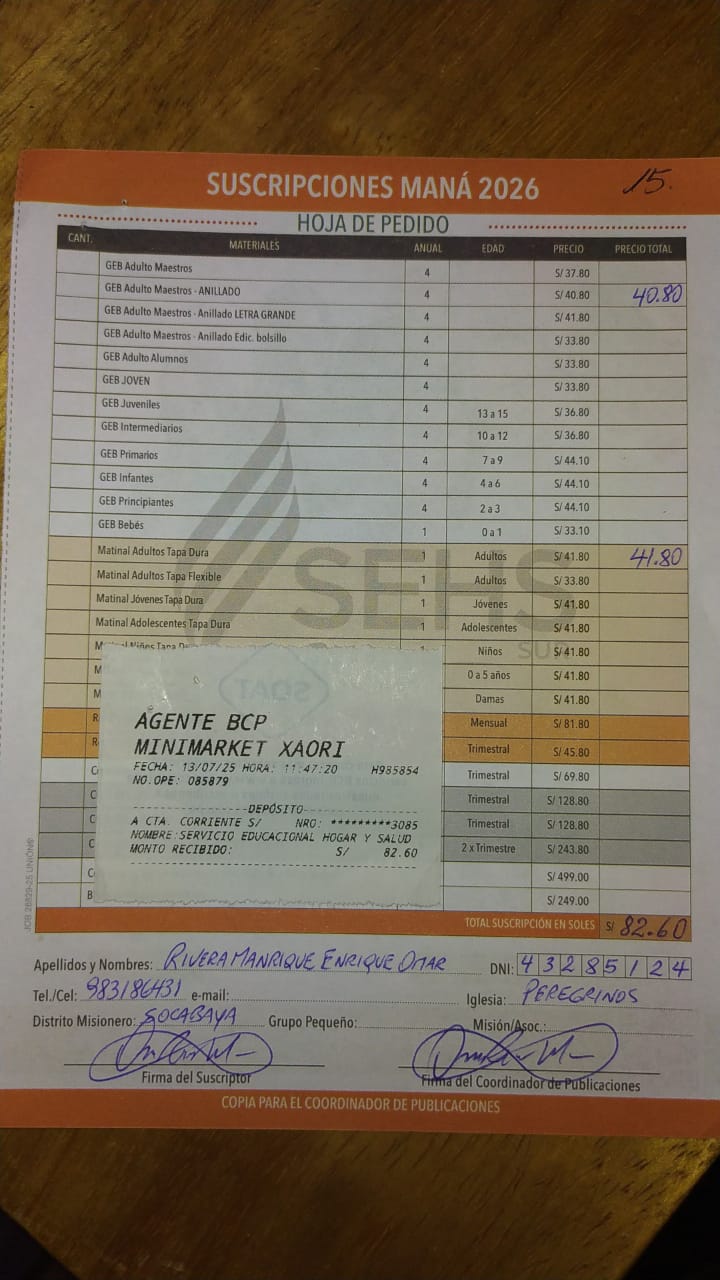 SUSCRIPCIONES MANÁ 2026 15.
HOJA DE PEDIDO
CANT. MATERIALES ANUAL EDAD PRECIO PRECIO TOTAL
GEB Adulto Maestros 4 S/ 37.80
GEB Adulto Maestros - ANILLADO 4 S/ 40.80 40.80
GEB Adulto Maestros - Anillado LETRA GRANDE 4 S/ 41.80
GEB Adulto Maestros - Anillado Edic. bolsillo 4 S/ 33.80
GEB Adulto Alumnos 4 S/ 33.80
GEB JOVEN 4 S/ 33.80
GEB Juveniles 4 13 a 15 S/ 36.80
GEB Intermediarios 4 10 a 12 S/ 36.80
GEB Primarios 4 7 a 9 S/ 44.10
GEB Infantes 4 4 a 6 S/ 44.10
GEB Principiantes 4 2 a 3 S/ 44.10
GEB Bebés 1 0 a 1 S/ 33.10
Matinal Adultos Tapa Dura 1 Adultos S/ 41.80 41.80
Matinal Adultos Tapa Flexible 1 Adultos S/ 33.80
Matinal Jóvenes Tapa Dura 1 Jóvenes S/ 41.80
Matinal Adolescentes Tapa Dura 1 Adolescentes S/ 41.80
Niños Tapa Niños S/ 41.80
0 a 5 años S/ 41.80
Damas S/ 41.80
Mensual S/ 81.80
Trimestral S/ 45.80
Trimestral S/ 69.80
Trimestral S/ 128.80
Trimestral S/ 128.80
2 x Trimestre S/ 243.80
S/ 499.00
S/ 249.00
SEHS
SUR
AGENTE BCP
MINIMARKET XAORI
FECHA: 13/07/25 HORA: 11:47:20 H985854
NO.OPE: 085879
DEPÓSITO
A CTA. CORRIENTE S/ NRO: *********3085
NOMBRE:SERVICIO EDUCACIONAL HOGAR Y SALUD
MONTO RECIBIDO: S/ 82.60
TOTAL SUSCRIPCIÓN EN SOLES S/ 82.60
Apellidos y Nombres: RIVERA MANRIQUE ENRIQUE OMAR DNI: 43285124
Tel./Cel: 983186431 e-mail: Iglesia: PEREGRINOS
Distrito Misionero: SOCABAYA Grupo Pequeño: Misión/Asoc.:
Firma del Suscriptor Firma del Coordinador de Publicaciones
COPIA PARA EL COORDINADOR DE PUBLICACIONES